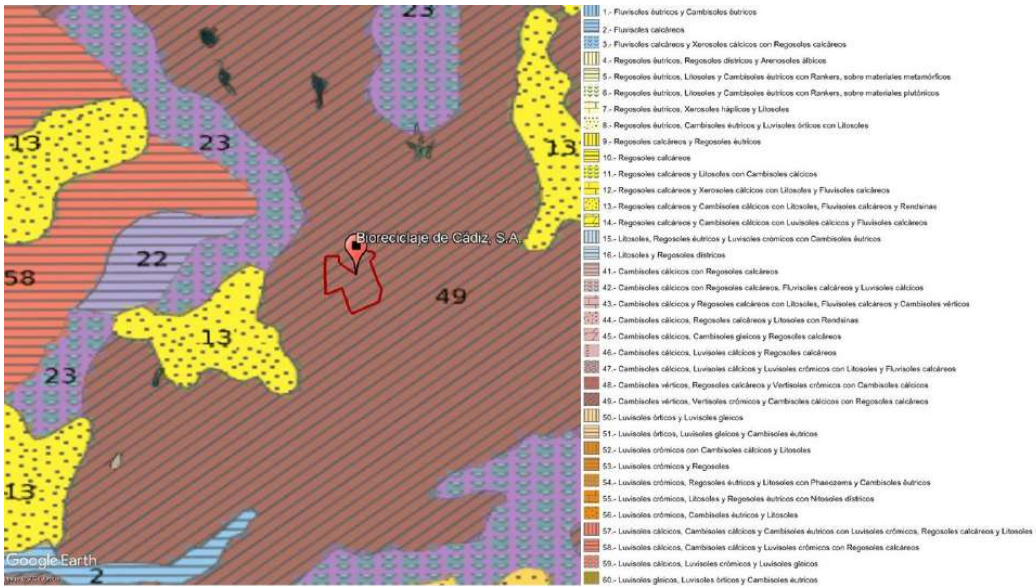 23
23
13
13
22
58
49
13
23
13
2
Bioreciclaje de Cádiz, S.A.
Google Earth
1.- Fluvisoles éutricos y Cambisoles éutricos
2.- Fluvisoles calcáreos
3.- Fluvisoles calcáreos y Xerosoles cálcicos con Regosoles calcáreos
4.- Regosoles éutricos, Regosoles dístricos y Arenosoles álbicos
5.- Regosoles éutricos, Litosoles y Cambisoles éutricos con Rankers, sobre materiales metamórficos
6.- Regosoles éutricos, Litosoles y Cambisoles éutricos con Rankers, sobre materiales plutónicos
7.- Regosoles éutricos, Xerosoles háplicos y Litosoles
8.- Regosoles éutricos, Cambisoles éutricos y Luvisoles órticos con Litosoles
9.- Regosoles calcáreos y Regosoles éutricos
10.- Regosoles calcáreos
11.- Regosoles calcáreos y Litosoles con Cambisoles cálcicos
12.- Regosoles calcáreos y Xerosoles cálcicos con Litosoles y Fluvisoles calcáreos
13.- Regosoles calcáreos y Cambisoles cálcicos con Litosoles, Fluvisoles calcáreos y Rendsinas
14.- Regosoles calcáreos y Cambisoles cálcicos con Luvisoles cálcicos y Fluvisoles calcáreos
15.- Litosoles, Regosoles éutricos y Luvisoles crómicos con Cambisoles éutricos
16.- Litosoles y Regosoles dístricos
41.- Cambisoles cálcicos con Regosoles calcáreos
42.- Cambisoles cálcicos con Regosoles calcáreos, Fluvisoles calcáreos y Luvisoles cálcicos
43.- Cambisoles cálcicos y Regosoles calcáreos con Litosoles, Fluvisoles calcáreos y Cambisoles vérticos
44.- Cambisoles cálcicos, Regosoles calcáreos y Litosoles con Rendsinas
45.- Cambisoles cálcicos, Cambisoles gleicos y Regosoles calcáreos
46.- Cambisoles cálcicos, Luvisoles cálcicos y Regosoles calcáreos
47.- Cambisoles cálcicos, Luvisoles cálcicos y Luvisoles crómicos con Litosoles y Fluvisoles calcáreos
48.- Cambisoles vérticos, Regosoles calcáreos y Vertisoles crómicos con Cambisoles cálcicos
49.- Cambisoles vérticos, Vertisoles crómicos y Cambisoles cálcicos con Regosoles calcáreos
50.- Luvisoles órticos y Luvisoles gleicos
51.- Luvisoles órticos, Luvisoles gleicos y Cambisoles éutricos
52.- Luvisoles crómicos con Cambisoles cálcicos y Litosoles
53.- Luvisoles crómicos y Regosoles
54.- Luvisoles crómicos, Regosoles éutricos y Litosoles con Phaeozems y Cambisoles éutricos
55.- Luvisoles crómicos, Litosoles y Regosoles éutricos con Nitosoles dístricos
56.- Luvisoles crómicos, Cambisoles éutricos y Litosoles
57.- Luvisoles cálcicos, Cambisoles cálcicos y Cambisoles éutricos con Luvisoles crómicos, Regosoles calcáreos y Litosoles
58.- Luvisoles cálcicos, Cambisoles cálcicos y Luvisoles crómicos con Regosoles calcáreos
59.- Luvisoles cálcicos, Luvisoles crómicos y Luvisoles gleicos
60.- Luvisoles gleicos, Luvisoles órticos y Cambisoles éutricos